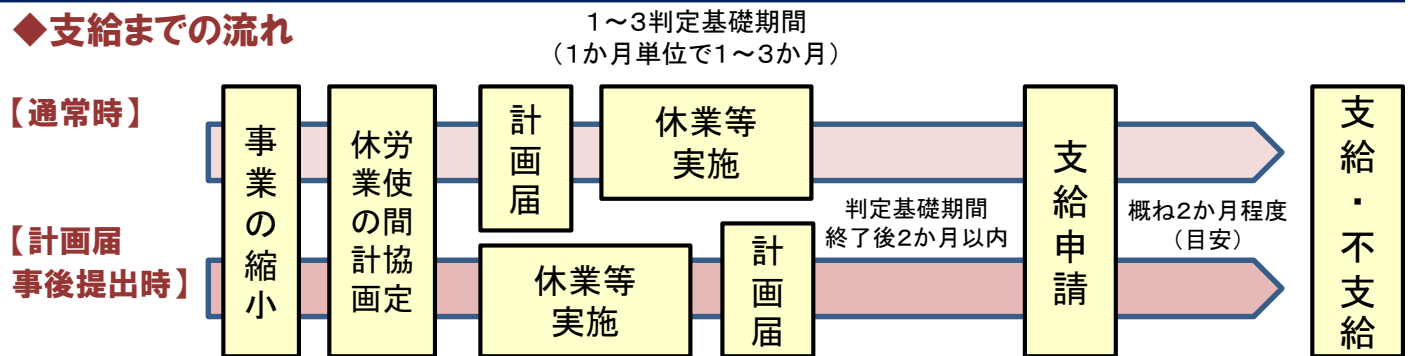 ◆支給までの流れ
1～3判定基礎期間
（1か月単位で1～3か月）
【通常時】
【計画届
事後提出時】
事業の縮小
労使間協定
休業の計画
計画届
休業等
実施
休業等
実施
計画届
判定基礎期間
終了後2か月以内
支給申請
概ね2か月程度
（目安）
支給・不支給